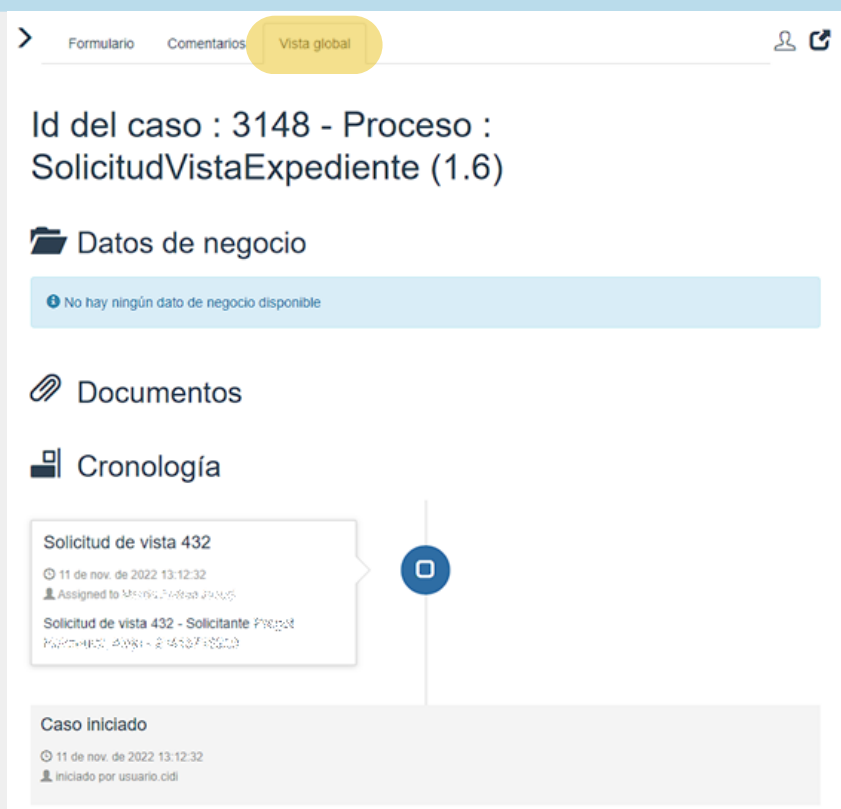 Formulario Comentarios Vista global
Id del caso : 3148 - Proceso :
SolicitudVistaExpediente (1.6)
Datos de negocio
No hay ningún dato de negocio disponible
Documentos
Cronología
Solicitud de vista 432
11 de nov. de 2022 13:12:32
Assigned to
Solicitud de vista 432 - Solicitante
Caso iniciado
11 de nov. de 2022 13:12:32
iniciado por usuario.cidi